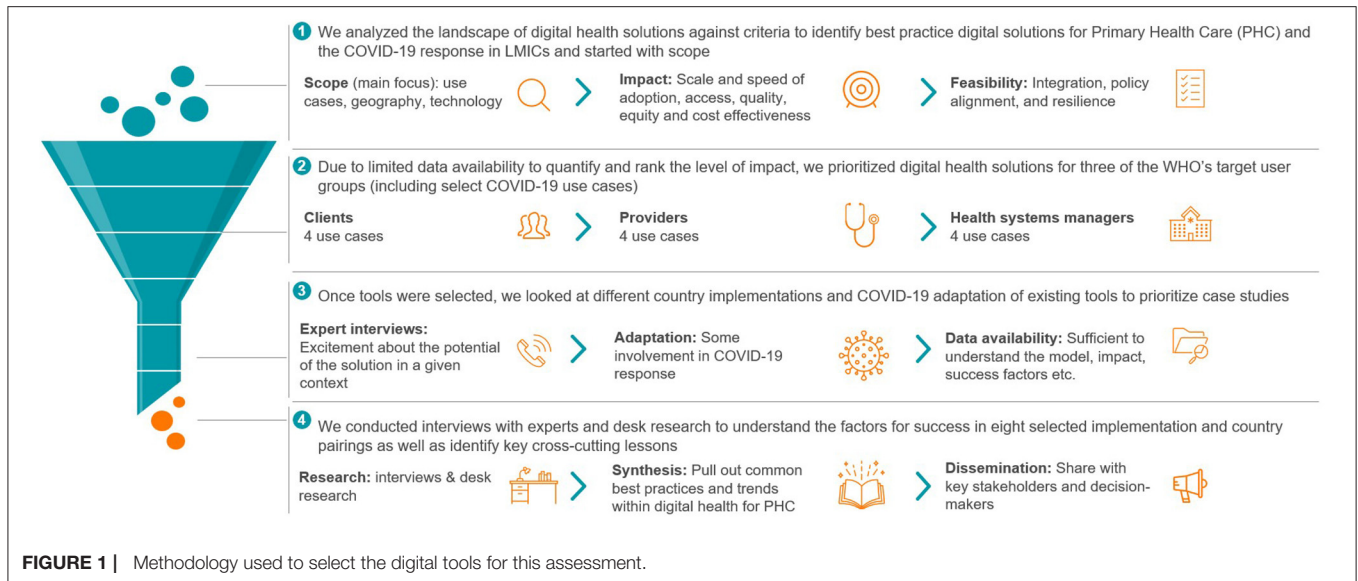 1 We analyzed the landscape of digital health solutions against criteria to identify best practice digital solutions for Primary Health Care (PHC) and
the COVID-19 response in LMICs and started with scope
Scope (main focus): use
cases, geography, technology
Impact: Scale and speed of
adoption, access, quality,
equity and cost effectiveness
Feasibility: Integration, policy
alignment, and resilience
2 Due to limited data availability to quantify and rank the level of impact, we prioritized digital health solutions for three of the WHO's target user
groups (including select COVID-19 use cases)
Clients
4 use cases
Providers
4 use cases
Health systems managers
4 use cases
3 Once tools were selected, we looked at different country implementations and COVID-19 adaptation of existing tools to prioritize case studies
Expert interviews:
Excitement about the potential
of the solution in a given
context
Adaptation: Some
involvement in COVID-19
response
Data availability: Sufficient to
understand the model, impact,
success factors etc.
4 We conducted interviews with experts and desk research to understand the factors for success in eight selected implementation and country
pairings as well as identify key cross-cutting lessons
Research: interviews & desk
research
Synthesis: Pull out common
best practices and trends
within digital health for PHC
Dissemination: Share with
key stakeholders and decision-
makers
FIGURE 1 | Methodology used to select the digital tools for this assessment.